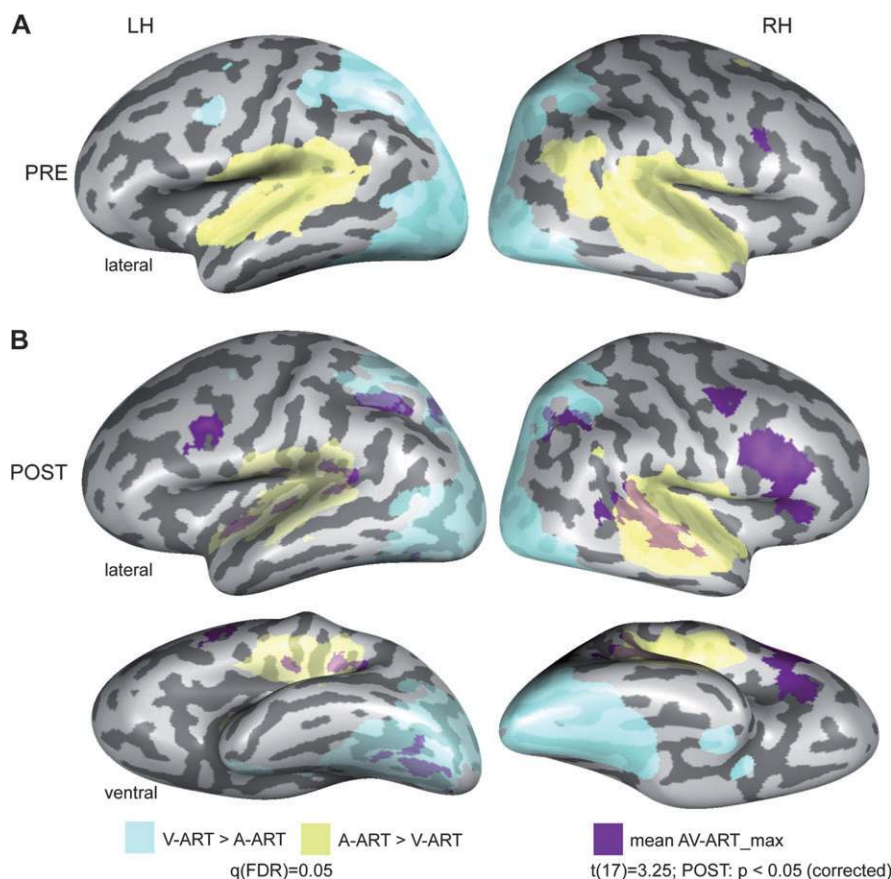 A LH RH
PRE
lateral
B
POST
lateral
ventral
V-ART > A-ART A-ART > V-ART mean AV-ART_max
q(FDR)=0.05 t(17)=3.25; POST: p < 0.05 (corrected)